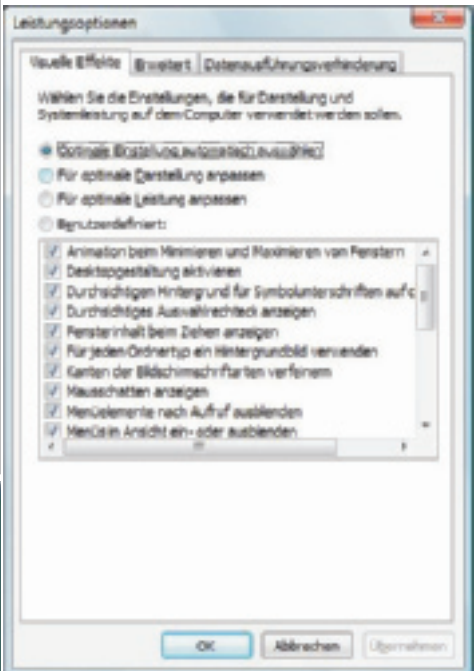 Leistungsoptionen
Visuelle Effekte Erweitert Datenausführungsverhinderung
Wählen Sie die Einstellungen, die für Darstellung und
Systemleistung auf dem Computer verwendet werden sollen.
Optimale Einstellung automatisch auswählen
Für optimale Darstellung anpassen
Für optimale Leistung anpassen
Benutzerdefiniert:
Animation beim Minimieren und Maximieren von Fenstern
Desktopgestaltung aktivieren
Durchsichtigen Hintergrund für Symbolunterschriften auf d
Durchsichtiges Auswahlrechteck anzeigen
Fensterinhalt beim Ziehen anzeigen
Für jeden Ordnertyp ein Hintergrundbild verwenden
Kanten der Bildschirmschriftarten verfeinern
Mausschatten anzeigen
Menüelemente nach Aufruf ausblenden
Menüs in Ansicht ein- oder ausblenden
OK Abbrechen Übernehmen